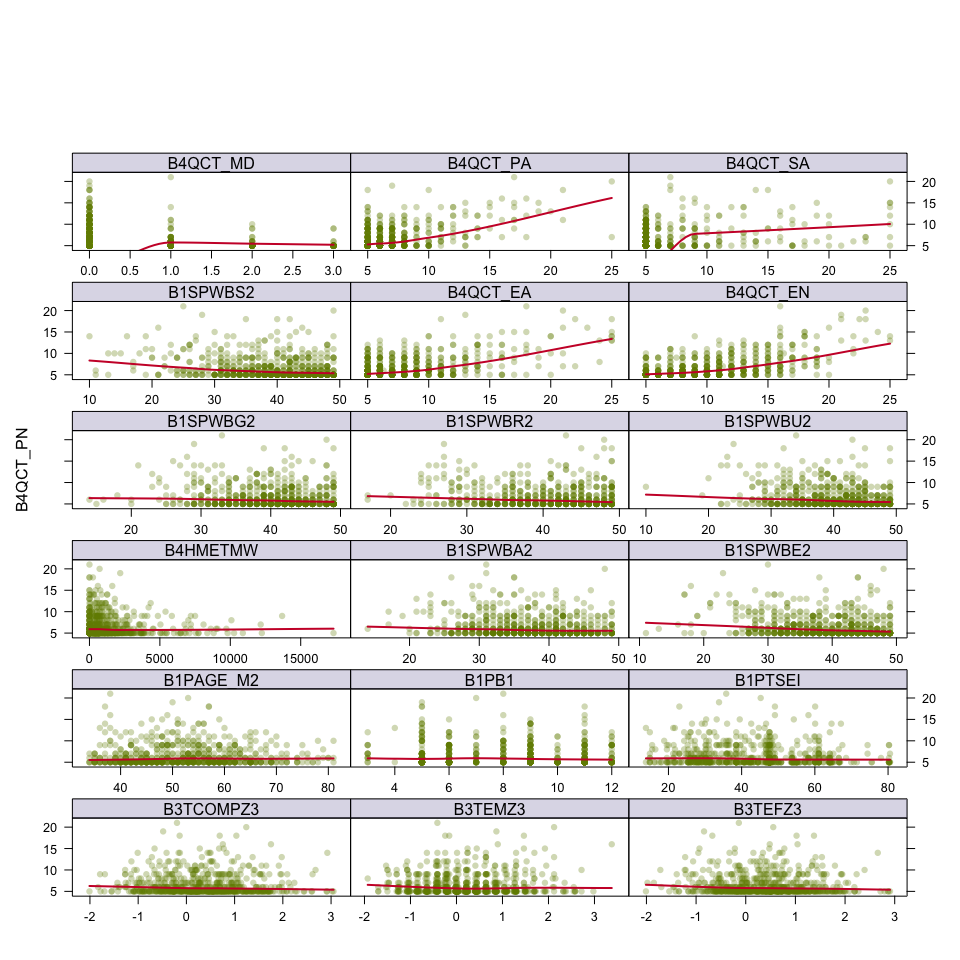 B4QCT_MD B4QCT_PA B4QCT_SA
20
15
10
5
0.0 0.5 1.0 1.5 2.0 2.5 3.0 5 10 15 20 25 5 10 15 20 25
B1SPWBS2 B4QCT_EA B4QCT_EN
20
15
10
5
10 20 30 40 50 5 10 15 20 25 5 10 15 20 25
B1SPWBG2 B1SPWBR2 B1SPWBU2
20
15
10
5
20 30 40 50 20 30 40 50 10 20 30 40 50
B4QCT_PN
B4HMETMW B1SPWBA2 B1SPWBE2
20
15
10
5
0 5000 10000 15000 20 30 40 50 10 20 30 40 50
B1PAGE_M2 B1PB1 B1PTSEI
20
15
10
5
40 50 60 70 80 4 6 8 10 12 20 40 60 80
B3TCOMPZ3 B3TEMZ3 B3TEFZ3
20
15
10
5
-2 -1 0 1 2 3 -2 -1 0 1 2 3 -2 -1 0 1 2 3